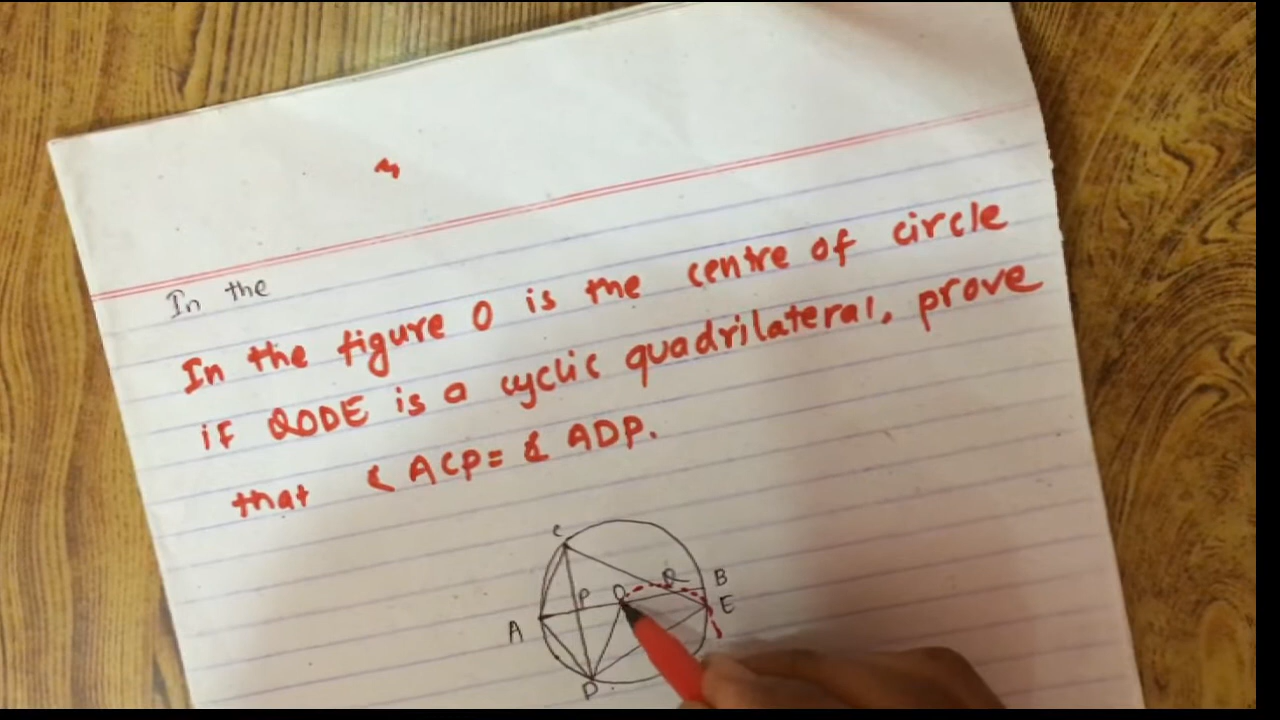 In the
In the figure O is the centre of circle
if QODE is a cyclic quadrilateral, prove
that ∠ ACP = ∠ ADP.
C
R B
P O
E
A
D